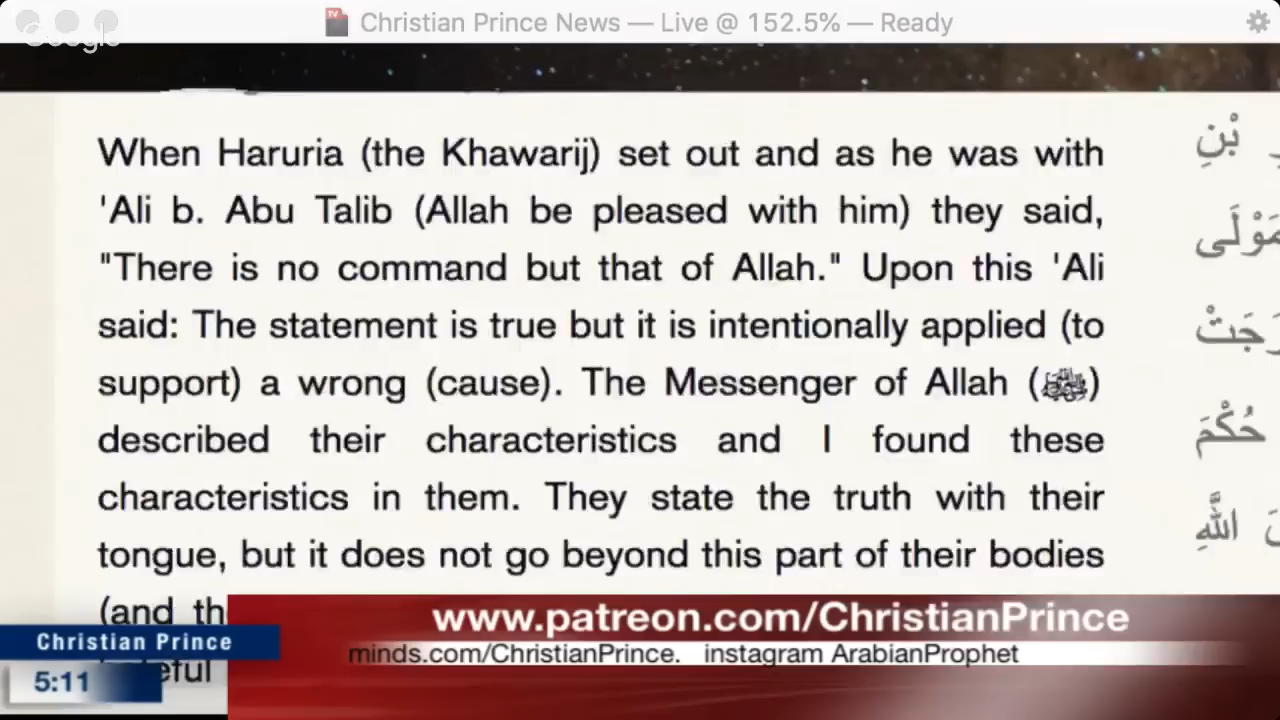 Christian Prince News — Live @ 152.5% — Ready
Google
When Haruria (the Khawarij) set out and as he was with
'Ali b. Abu Talib (Allah be pleased with him) they said,
"There is no command but that of Allah." Upon this 'Ali
said: The statement is true but it is intentionally applied (to
support) a wrong (cause). The Messenger of Allah (ﷺ)
described their characteristics and I found these
characteristics in them. They state the truth with their
tongue, but it does not go beyond this part of their bodies
(and
بْنِ
حُكْمَ
اللَّهِ
www.patreon.com/ChristianPrince
Christian Prince
minds.com/ChristianPrince. instagram ArabianProphet
5:11